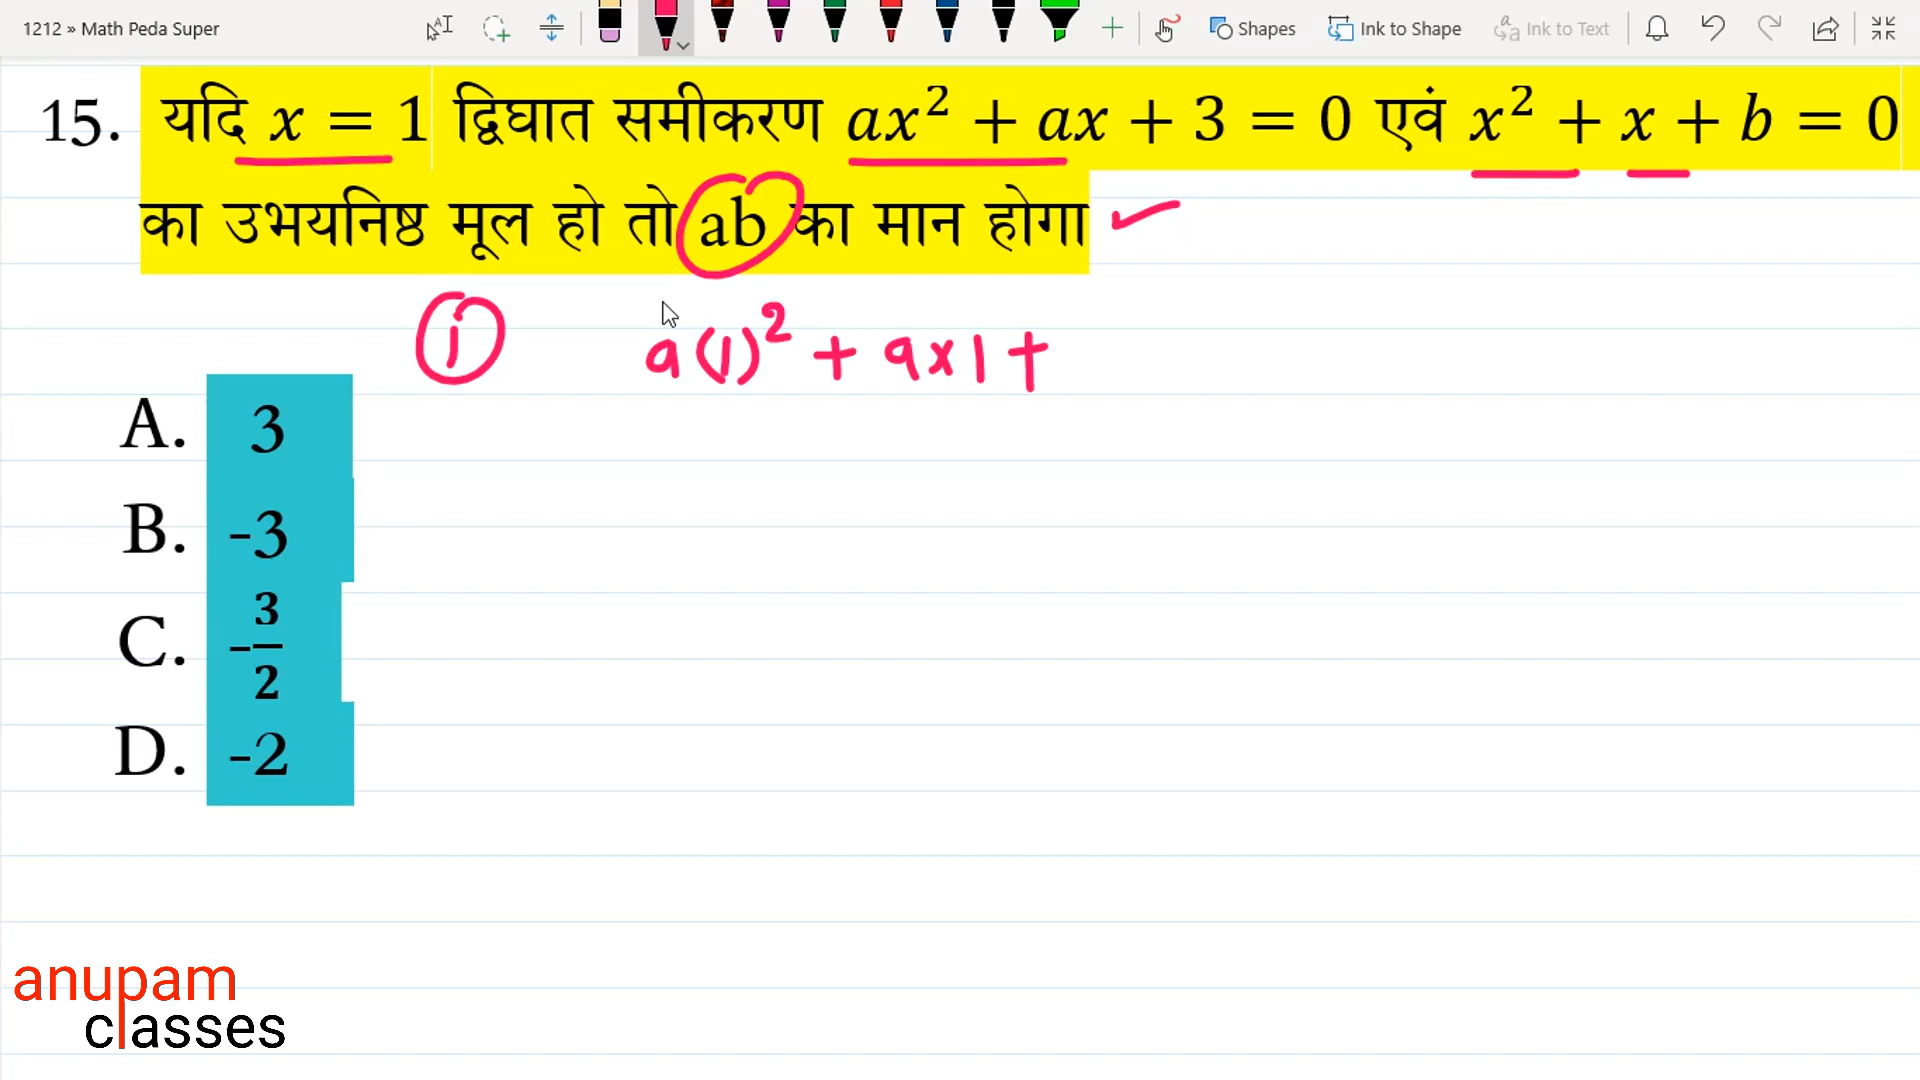 1212 » Math Peda Super
Shapes
Ink to Shape
Ink to Text
15. यदि x = 1 द्विघात समीकरण ax² + ax + 3 = 0 एवं x² + x + b = 0
का उभयनिष्ठ मूल हो तो ab का मान होगा
① a(1)² + a×1+
A. 3
B. -3
C. -3/2
D. -2
anupam
classes